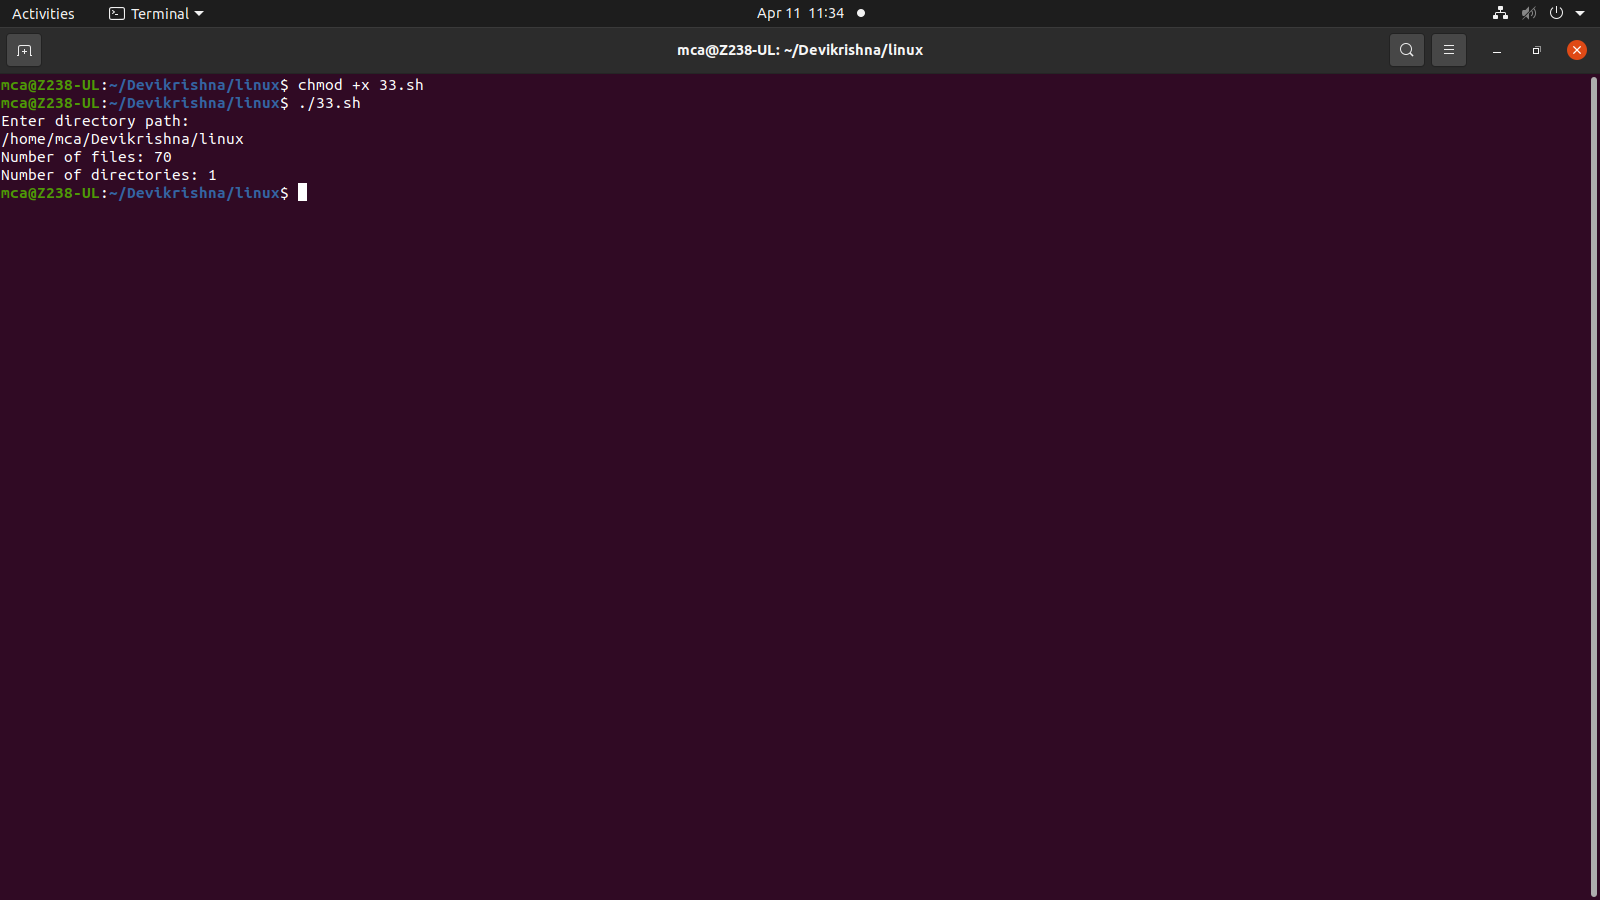 Activities Terminal Apr 11 11:34
mca@Z238-UL: ~/Devikrishna/linux
mca@Z238-UL:~/Devikrishna/linux$ chmod +x 33.sh
mca@Z238-UL:~/Devikrishna/linux$ ./33.sh
Enter directory path:
/home/mca/Devikrishna/linux
Number of files: 70
Number of directories: 1
mca@Z238-UL:~/Devikrishna/linux$